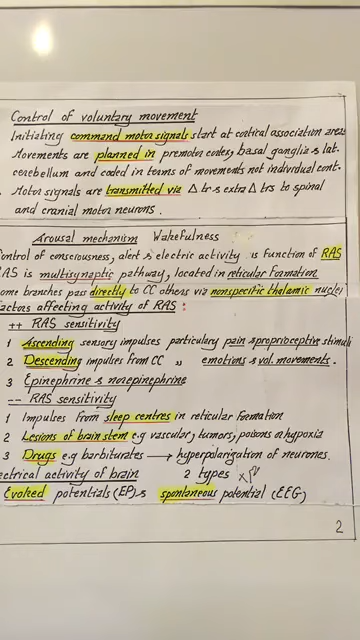 Control of voluntary movement
Initiating command motor signals start at cortical association areas
Movements are planned in premotor cortex, basal ganglia & lat.
cerebellum and coded in terms of movements not individual cont.
Motor signals are transmitted via Δ tr & extra Δ trs to spinal
and cranial motor neurons.
Arousal mechanism Wakefulness
ontrol of consciousness, alert & electric activity is function of RAS
RAS is multisynaptic pathway, located in reticular formation
ome branches pass directly to CC others via nonspecific thalamic nuclei
actors affecting activity of RAS :
++ RAS sensitivity
1 Ascending sensory impulses particulary pain & proprioceptive stimuli
2 Descending impulses from CC ,, emotions & vol. movements.
3 Epinephrine & norepinephrine
-- RAS sensitivity
1 Impulses from sleep centres in reticular formation
2 Lesions of brain stem e.g vascular, tumors, poisons or hypoxia
3 Drugs e.g barbiturates → hyperpolarization of neurones.
ectrical activity of brain 2 types
Evoked potentials (EP) & spontaneous potential (EEG)
2